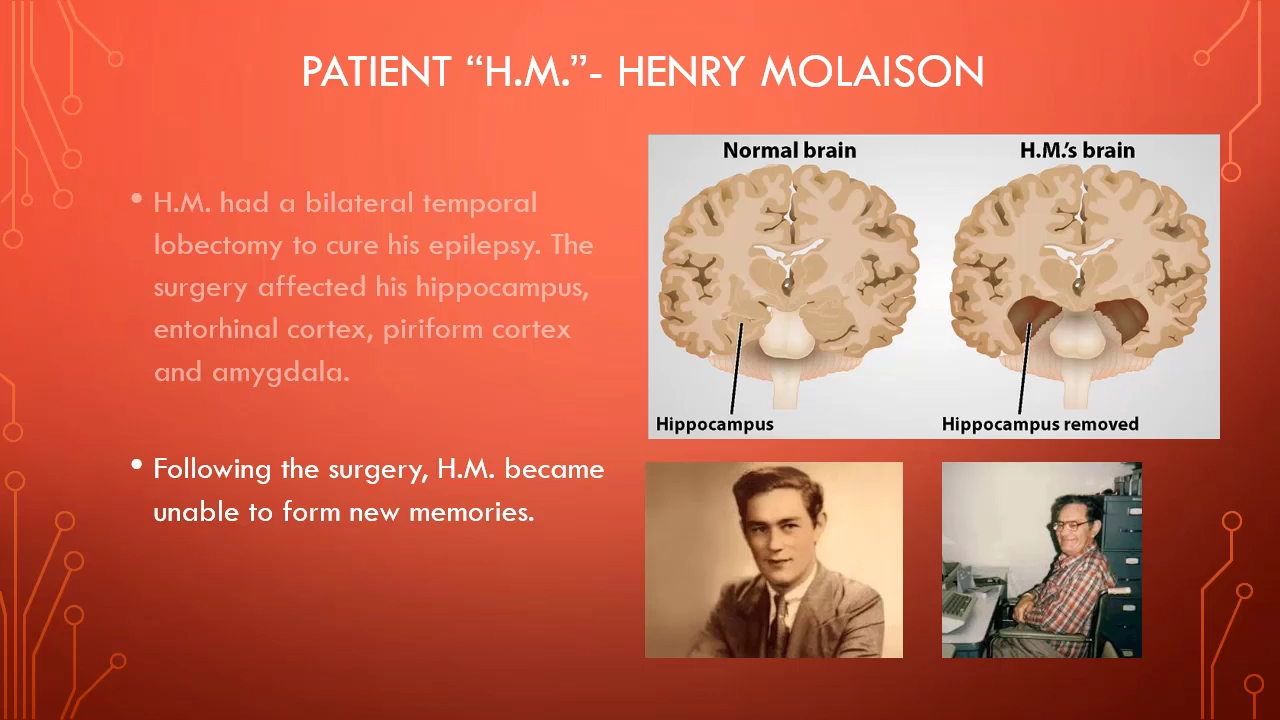 PATIENT “H.M.”- HENRY MOLAISON
• H.M. had a bilateral temporal
lobectomy to cure his epilepsy. The
surgery affected his hippocampus,
entorhinal cortex, piriform cortex
and amygdala.
• Following the surgery, H.M. became
unable to form new memories.
Normal brain
H.M.’s brain
Hippocampus
Hippocampus removed